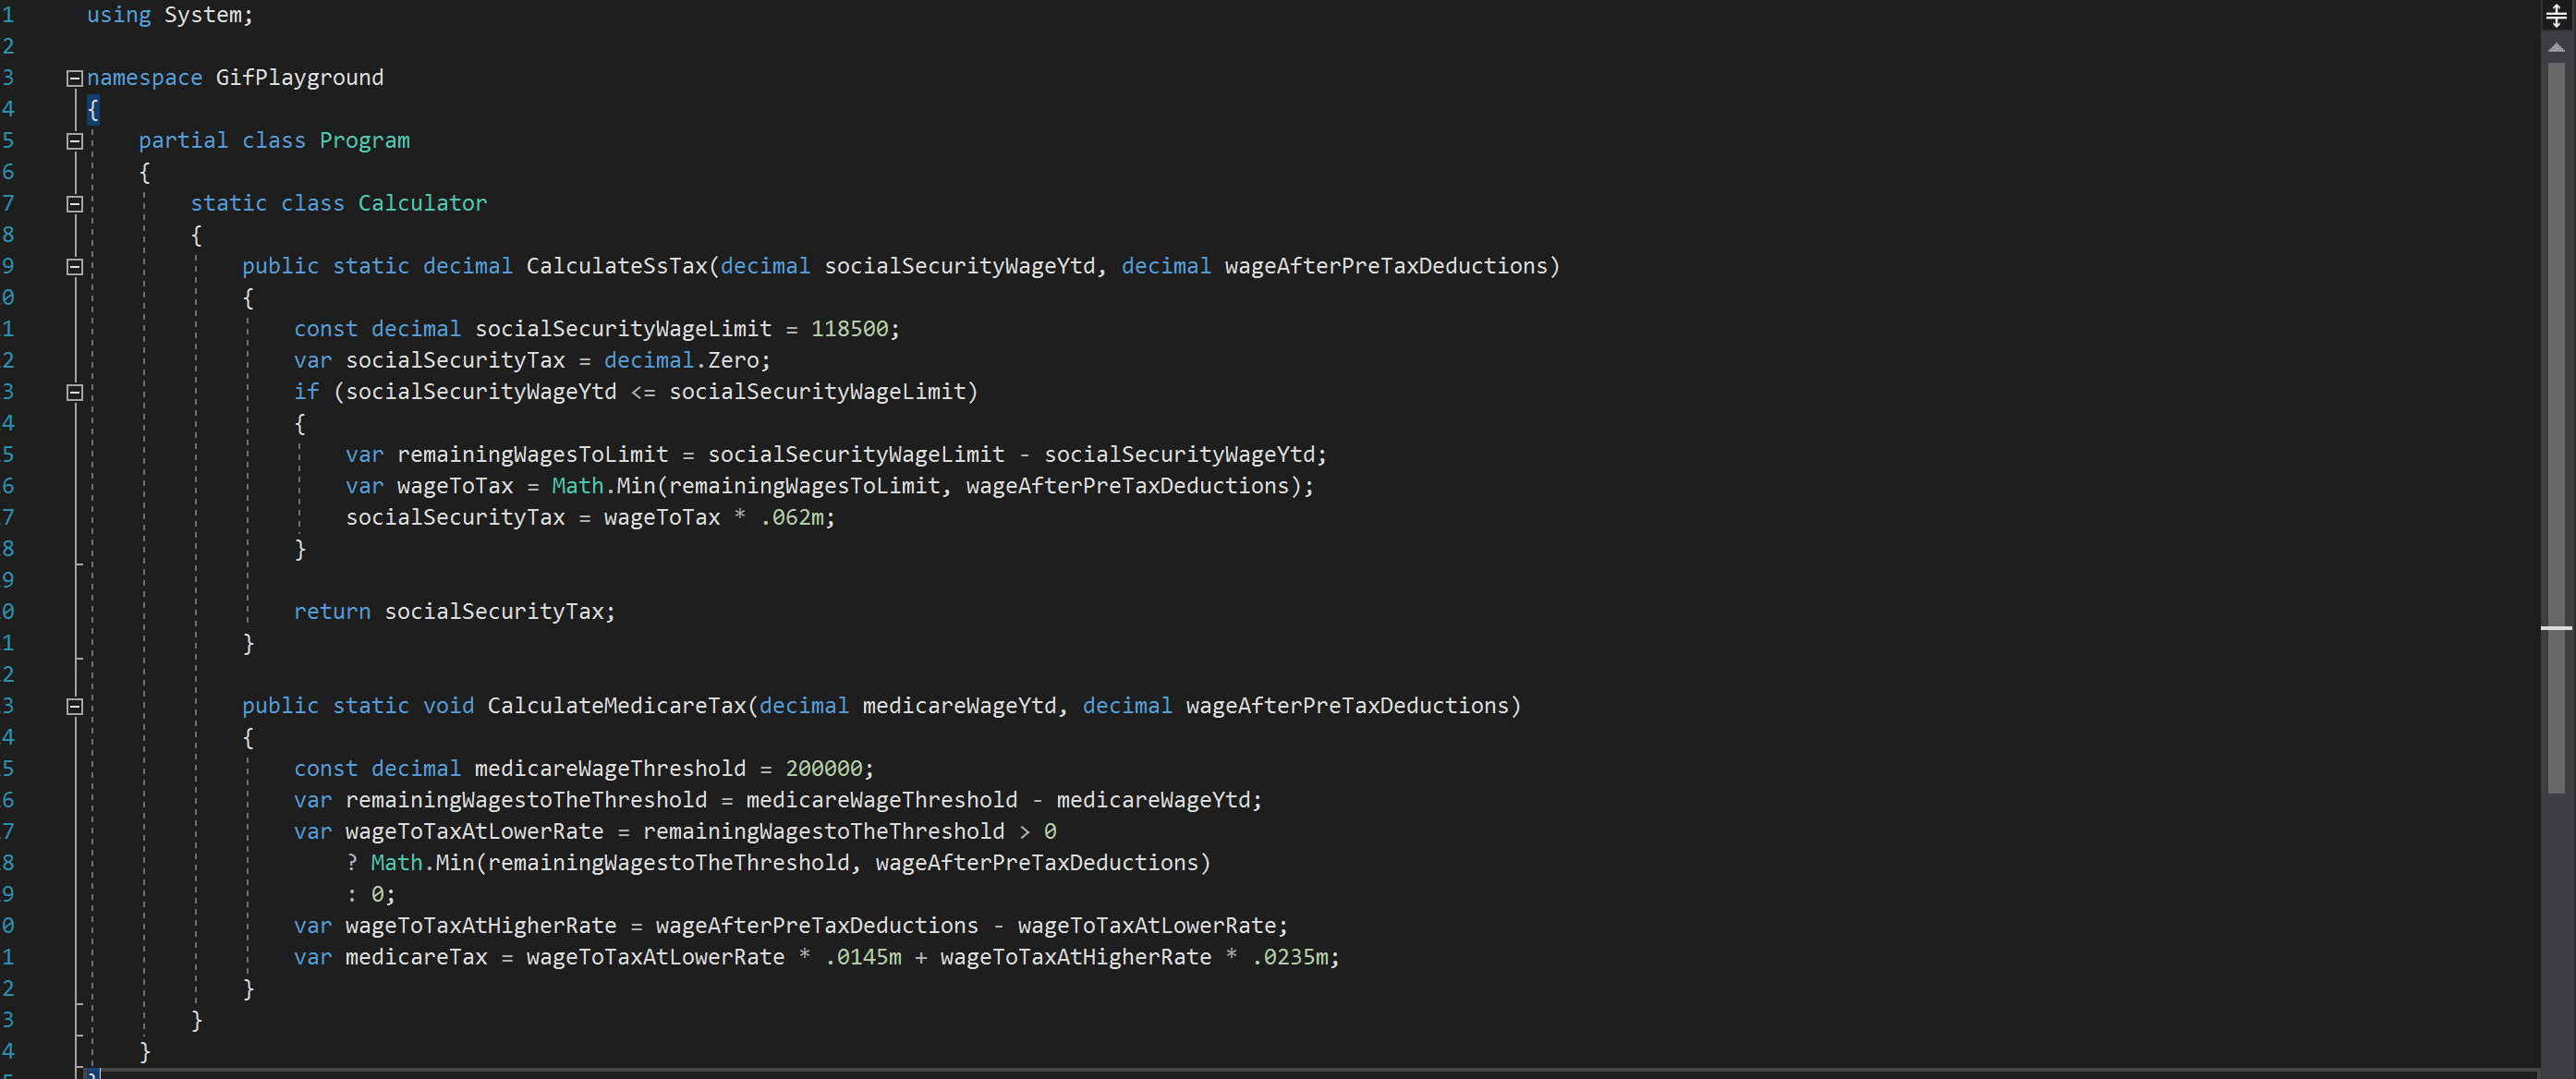 1 using System;
2
3 namespace GifPlayground
4 {
5 partial class Program
6 {
7 static class Calculator
8 {
9 public static decimal CalculateSsTax(decimal socialSecurityWageYtd, decimal wageAfterPreTaxDeductions)
0 {
1 const decimal socialSecurityWageLimit = 118500;
2 var socialSecurityTax = decimal.Zero;
3 if (socialSecurityWageYtd <= socialSecurityWageLimit)
4 {
5 var remainingWagesToLimit = socialSecurityWageLimit - socialSecurityWageYtd;
6 var wageToTax = Math.Min(remainingWagesToLimit, wageAfterPreTaxDeductions);
7 socialSecurityTax = wageToTax * .062m;
8 }
9
0 return socialSecurityTax;
1 }
2
3 public static void CalculateMedicareTax(decimal medicareWageYtd, decimal wageAfterPreTaxDeductions)
4 {
5 const decimal medicareWageThreshold = 200000;
6 var remainingWagestoTheThreshold = medicareWageThreshold - medicareWageYtd;
7 var wageToTaxAtLowerRate = remainingWagestoTheThreshold > 0
8 ? Math.Min(remainingWagestoTheThreshold, wageAfterPreTaxDeductions)
9 : 0;
0 var wageToTaxAtHigherRate = wageAfterPreTaxDeductions - wageToTaxAtLowerRate;
1 var medicareTax = wageToTaxAtLowerRate * .0145m + wageToTaxAtHigherRate * .0235m;
2 }
3 }
4 }